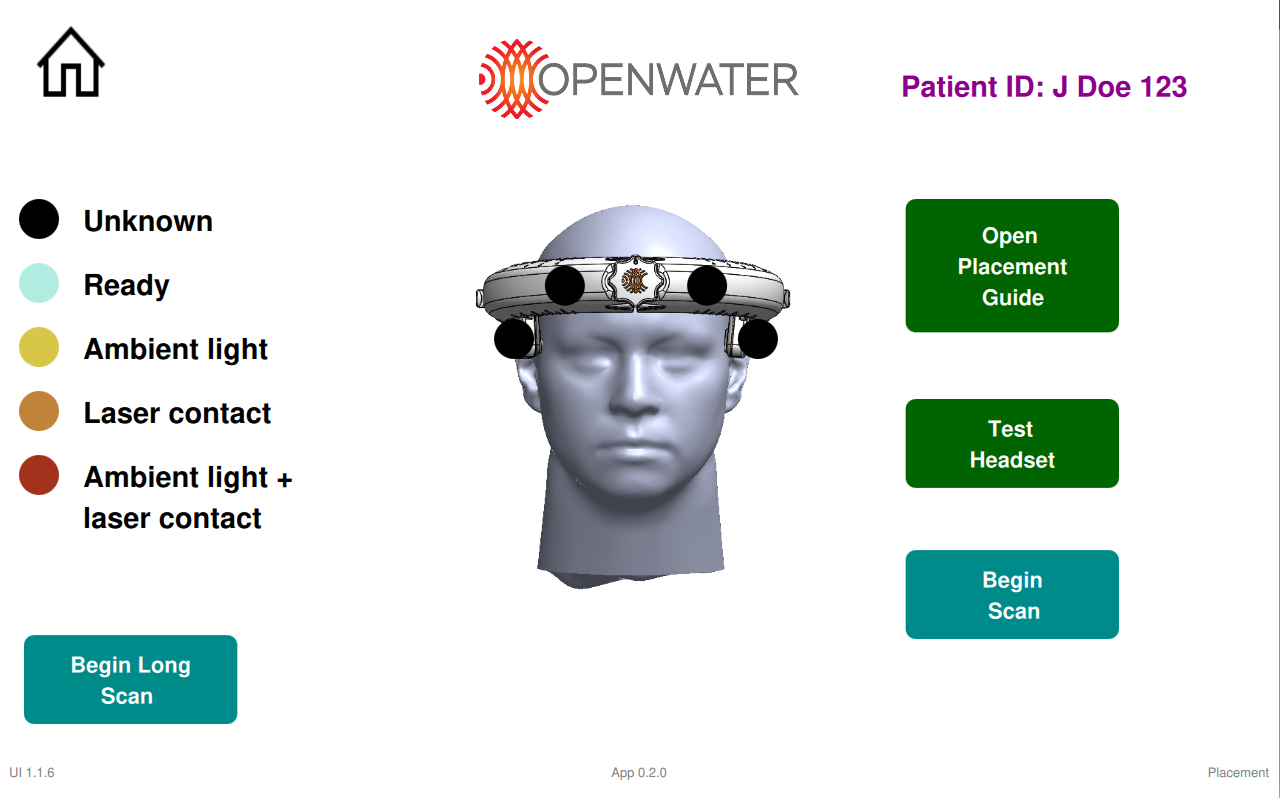 OPENWATER
Patient ID: J Doe 123
Unknown
Ready
Ambient light
Laser contact
Ambient light +
laser contact
Open
Placement
Guide
Test
Headset
Begin
Scan
Begin Long
Scan
UI 1.1.6
App 0.2.0
Placement